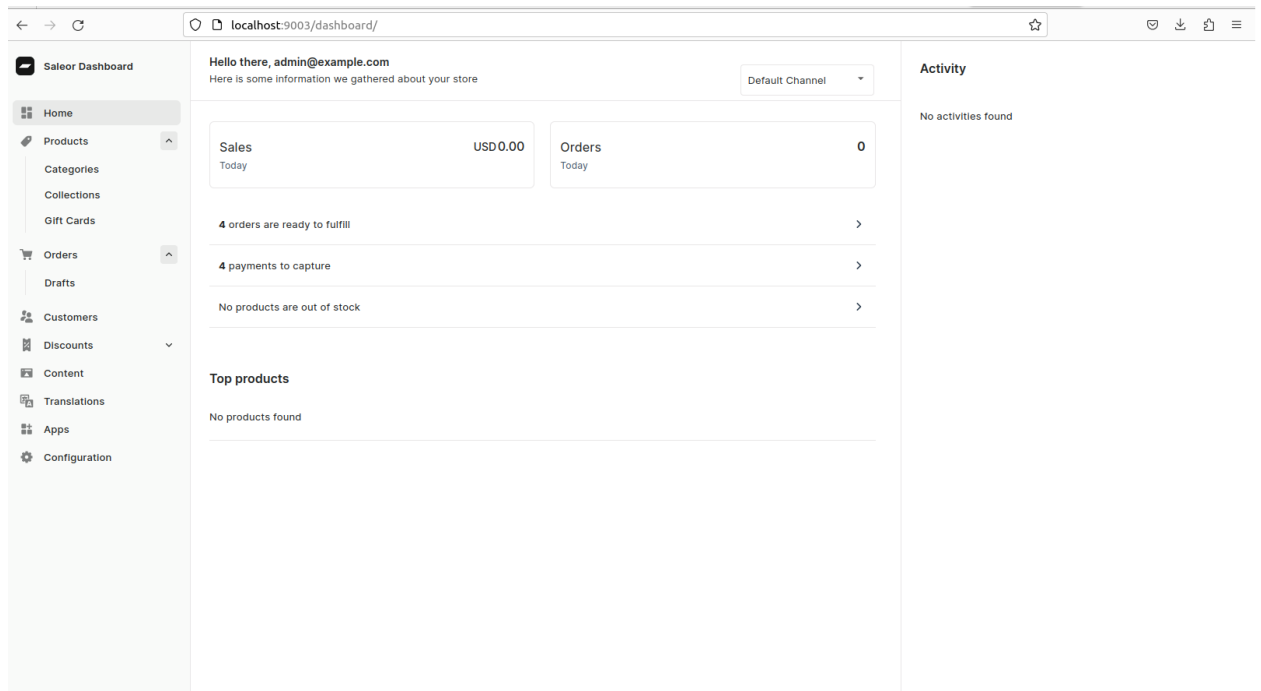 localhost:9003/dashboard/
Saleor Dashboard
Home
Products
Categories
Collections
Gift Cards
Orders
Drafts
Customers
Discounts
Content
Translations
Apps
Configuration
Hello there, admin@example.com
Here is some information we gathered about your store
Default Channel
Sales USD 0.00
Today
Orders 0
Today
4 orders are ready to fulfill
4 payments to capture
No products are out of stock
Top products
No products found
Activity
No activities found